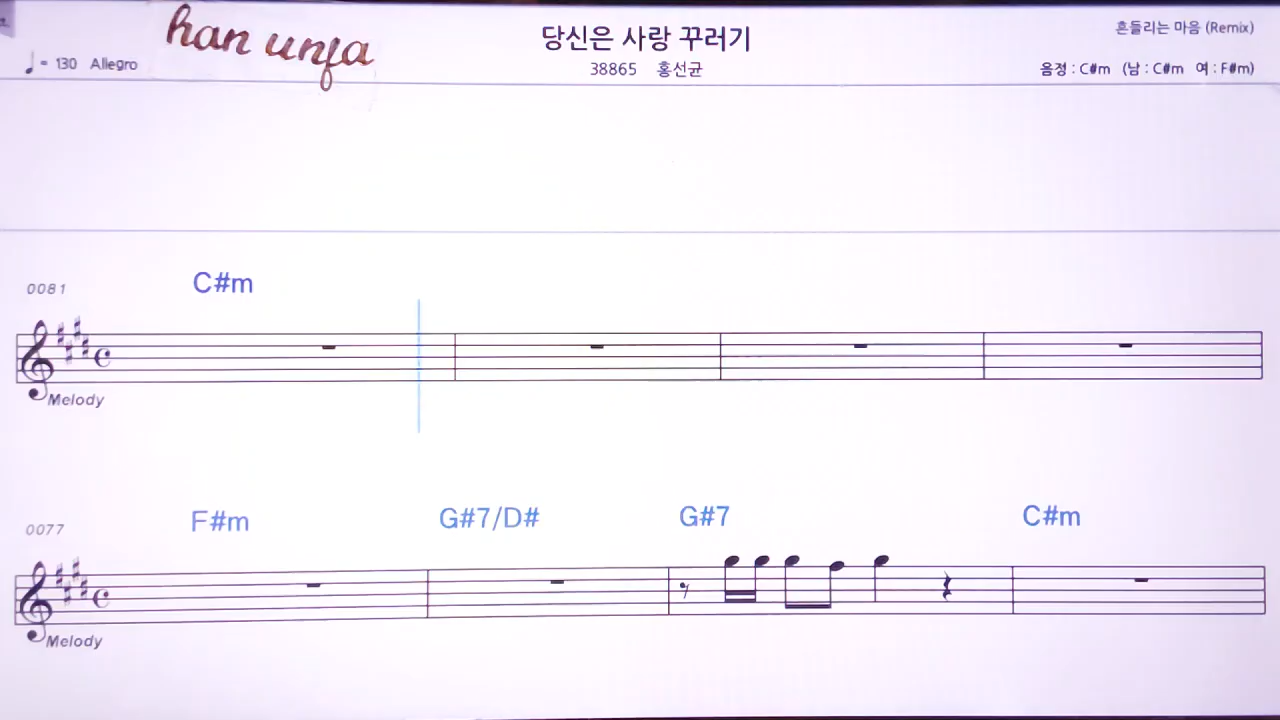 han unfa
당신은 사랑 꾸러기
흔들리는 마음 (Remix)
♩ = 130 Allegro
38865 홍선균
음정 : C#m (남 : C#m 여 : F#m)
0081
C#m
Melody
0077
F#m
G#7/D#
G#7
C#m
Melody